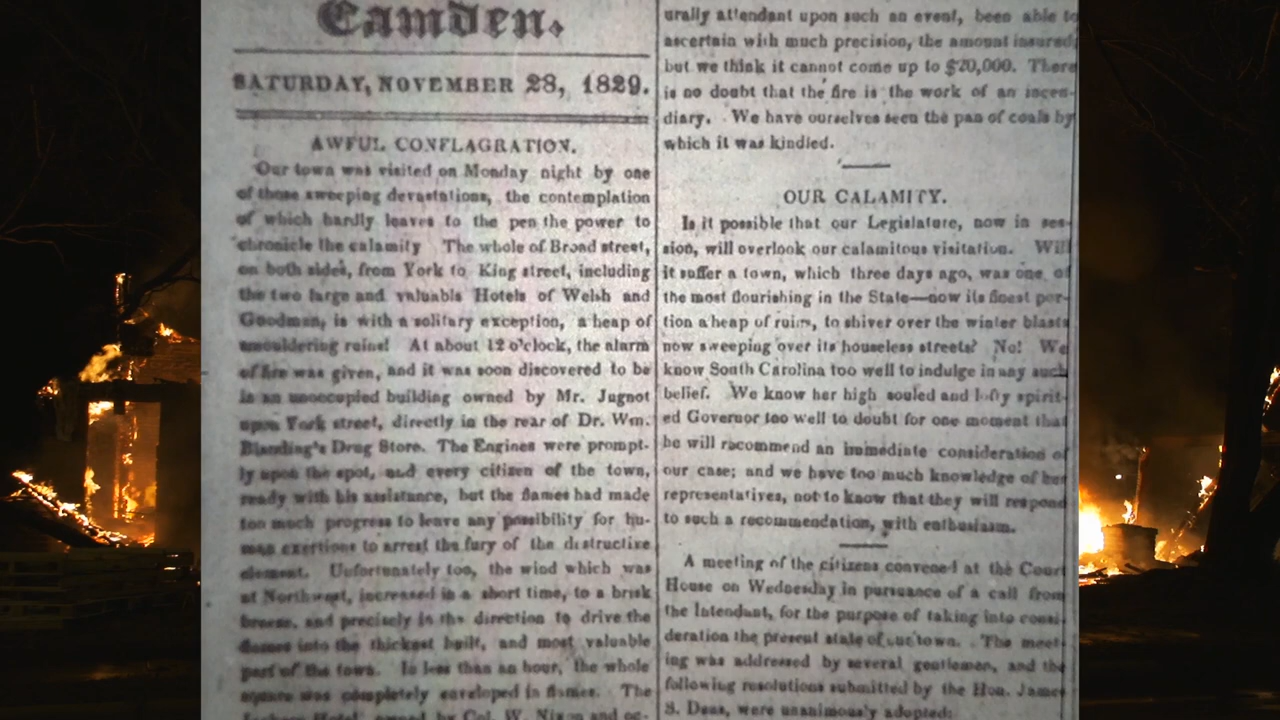 Camden.
SATURDAY, NOVEMBER 28, 1829.
AWFUL CONFLAGRATION.
Our town was visited on Monday night by one
of those sweeping devastations, the contemplation
of which hardly leaves to the pen the power to
chronicle the calamity The whole of Broad street,
on both sides, from York to King street, including
the two large and valuable Hotels of Welsh and
Goodman, is with a solitary exception, a heap of
smouldering ruins! At about 12 o'clock, the alarm
of fire was given, and it was soon discovered to be
in an unoccupied building owned by Mr. Jugnot
upon York street, directly in the rear of Dr. Wm.
Blanding's Drug Store. The Engines were prompt-
ly upon the spot, and every citizen of the town,
ready with his assistance, but the flames had made
too much progress to leave any possibility for hu-
man exertions to arrest the fury of the destructive
element. Unfortunately too, the wind which was
at Northwest, increased in a short time, to a brisk
breeze, and precisely in the direction to drive the
flames into the thickest built, and most valuable
part of the town. In less than an hour, the whole
square was completely enveloped in flames. The
Jackson Hotel owned by Col. W. Nixon and oc-
urally attendant upon such an event, been able to
ascertain with much precision, the amount insured,
but we think it cannot come up to $20,000. There
is no doubt that the fire is the work of an incen-
diary. We have ourselves seen the pan of coals by
which it was kindled.
OUR CALAMITY.
Is it possible that our Legislature, now in ses-
sion, will overlook our calamitous visitation. Will
it suffer a town, which three days ago, was one of
the most flourishing in the State—now its finest por-
tion a heap of ruins, to shiver over the winter blasts
now sweeping over its houseless streets? No! We
know South Carolina too well to indulge in any such
belief. We know her high souled and lofty spirit-
ed Governor too well to doubt for one moment that
he will recommend an immediate consideration of
our case; and we have too much knowledge of her
representatives, not to know that they will respond
to such a recommendation, with enthusiasm.
A meeting of the citizens convened at the Court
House on Wednesday in pursuance of a call from
the Intendant, for the purpose of taking into consi-
deration the present state of our town. The meet-
ing was addressed by several gentlemen, and the
following resolutions submitted by the Hon. James
S. Deas, were unanimously adopted: